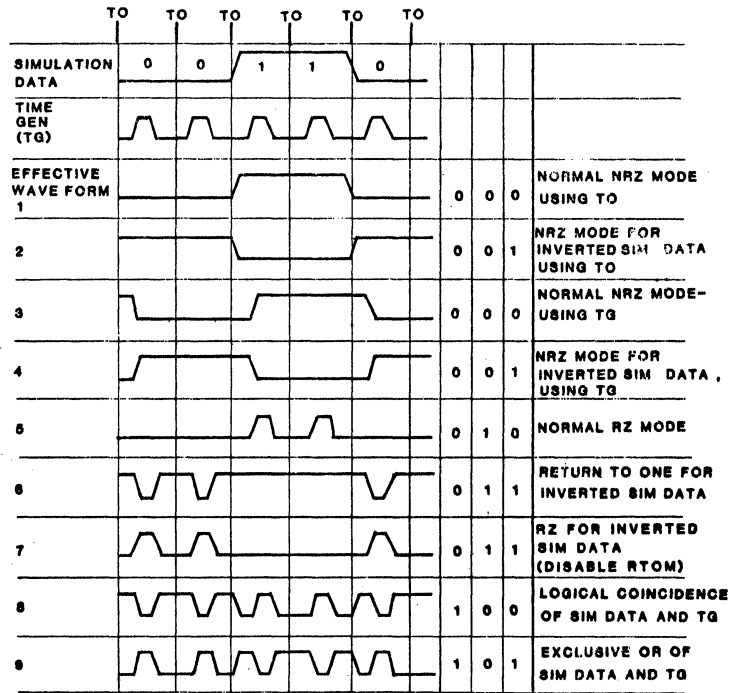 TO TO TO TO TO TO
SIMULATION
DATA
0 0 1 1 0
TIME
GEN
(TG)
EFFECTIVE
WAVE FORM
1
0 0 0
NORMAL NRZ MODE
USING TO
2
0 0 1
NRZ MODE FOR
INVERTED SIM DATA
USING TO
3
0 0 0
NORMAL NRZ MODE-
USING TG
4
0 0 1
NRZ MODE FOR
INVERTED SIM DATA,
USING TG
5
0 1 0
NORMAL RZ MODE
6
0 1 1
RETURN TO ONE FOR
INVERTED SIM DATA
7
0 1 1
RZ FOR INVERTED
SIM DATA
(DISABLE RTOM)
8
1 0 0
LOGICAL COINCIDENCE
OF SIM DATA AND TG
9
1 0 1
EXCLUSIVE OR OF
SIM DATA AND TG